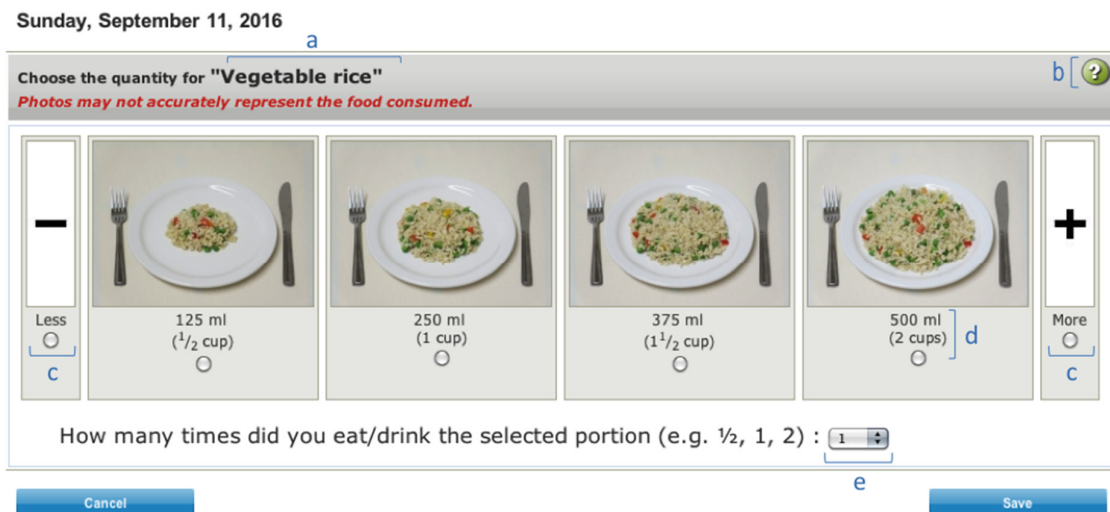 Sunday, September 11, 2016
a
Choose the quantity for "Vegetable rice"
b
?
Photos may not accurately represent the food consumed.
Less
125 ml
(1/2 cup)
250 ml
(1 cup)
375 ml
(1 1/2 cup)
500 ml
(2 cups)
d
More
c
c
How many times did you eat/drink the selected portion (e.g. ½, 1, 2) : 1
e
Cancel
Save